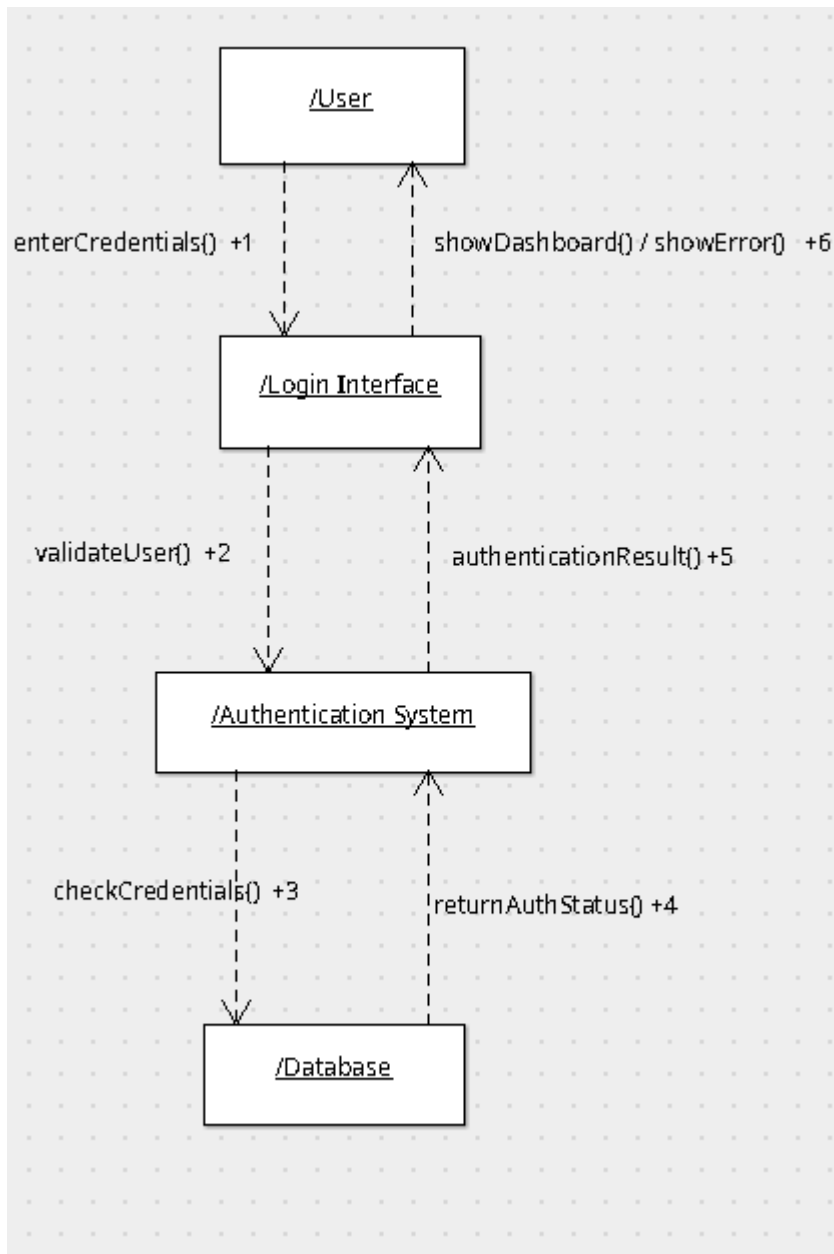 /User
enterCredentials() +1
showDashboard() / showError() +6
/Login Interface
validateUser() +2
authenticationResult() +5
/Authentication System
checkCredentials() +3
returnAuthStatus() +4
/Database